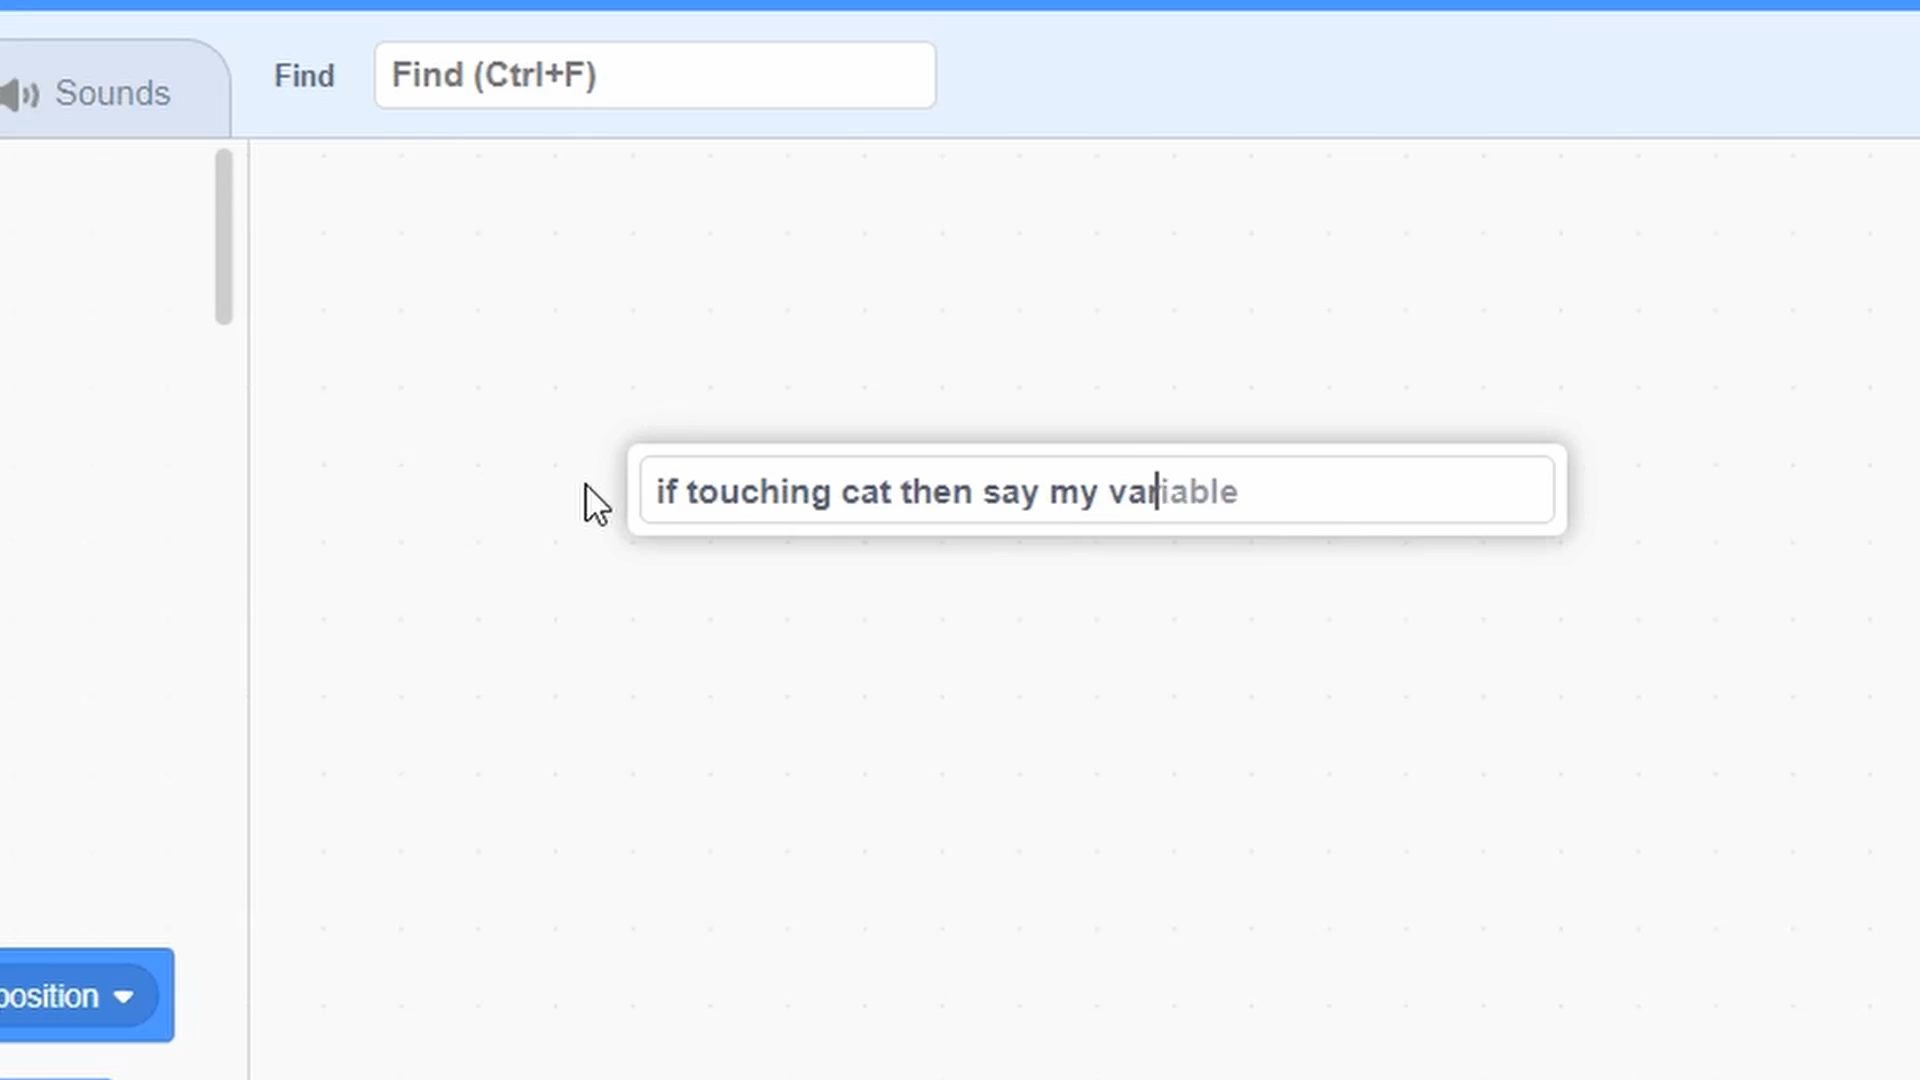 Sounds
Find
Find (Ctrl+F)
if touching cat then say my variable
position